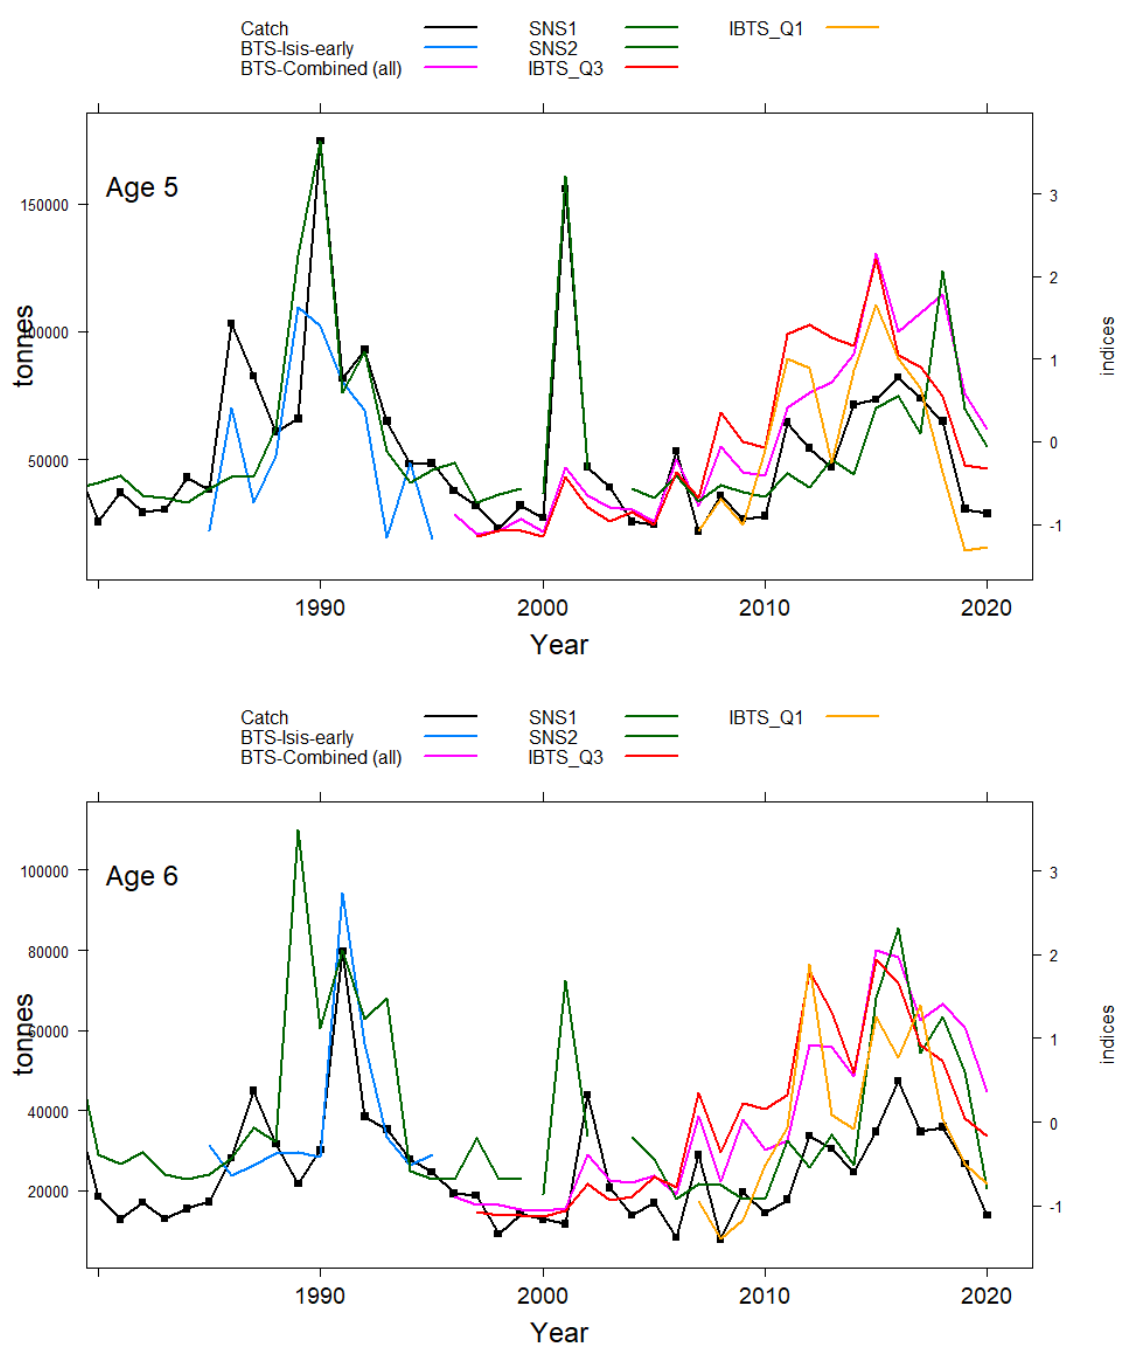 Catch SNS1 IBTS_Q1
BTS-Isis-early SNS2
BTS-Combined (all) IBTS_Q3
Age 5
150000
100000
50000
tonnes
3
2
1
0
-1
indices
1990 2000 2010 2020
Year
Catch SNS1 IBTS_Q1
BTS-Isis-early SNS2
BTS-Combined (all) IBTS_Q3
Age 6
100000
80000
60000
40000
20000
tonnes
3
2
1
0
-1
indices
1990 2000 2010 2020
Year